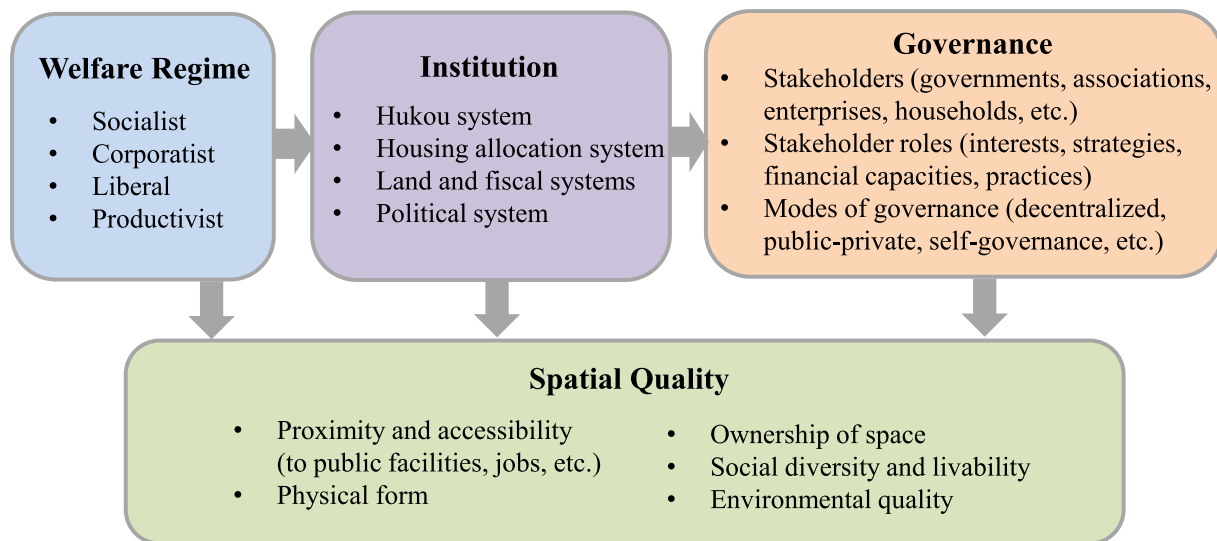 Welfare Regime
• Socialist
• Corporatist
• Liberal
• Productivist
Institution
• Hukou system
• Housing allocation system
• Land and fiscal systems
• Political system
Governance
• Stakeholders (governments, associations,
enterprises, households, etc.)
• Stakeholder roles (interests, strategies,
financial capacities, practices)
• Modes of governance (decentralized,
public-private, self-governance, etc.)
Spatial Quality
• Proximity and accessibility
(to public facilities, jobs, etc.)
• Physical form
• Ownership of space
• Social diversity and livability
• Environmental quality